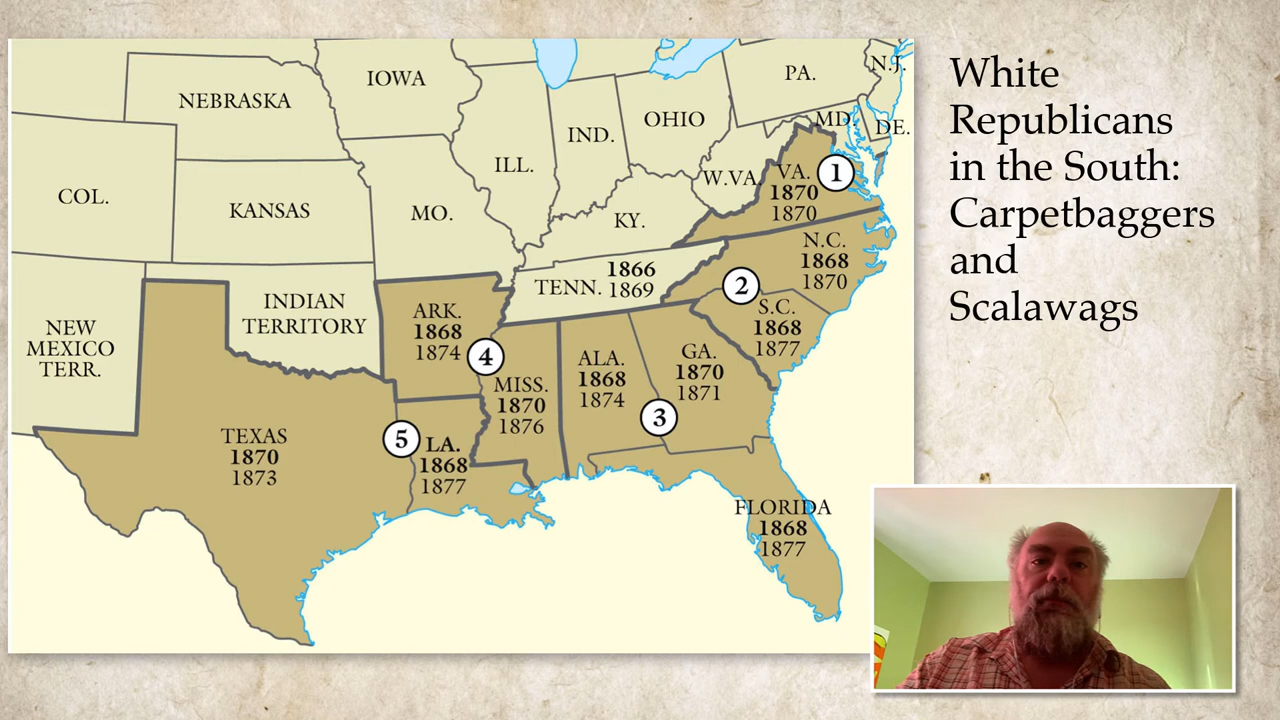 White
Republicans
in the South:
Carpetbaggers
and
Scalawags
NEBRASKA
IOWA
PA.
N.J.
COL.
KANSAS
MO.
ILL.
IND.
OHIO
MD.
DE.
W.VA.
VA.
1870
1870
1
KY.
N.C.
1868
1870
2
TENN.
1866
1869
S.C.
1868
1877
NEW
MEXICO
TERR.
INDIAN
TERRITORY
ARK.
1868
1874
4
MISS.
1870
1876
ALA.
1868
1874
GA.
1870
1871
3
TEXAS
1870
1873
5
LA.
1868
1877
FLORIDA
1868
1877